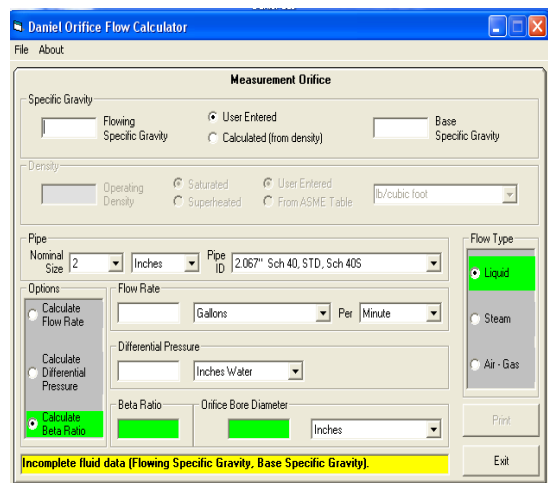 Daniel Orifice Flow Calculator
File About
Measurement Orifice
Specific Gravity
Flowing Specific Gravity
User Entered
Calculated (from density)
Base Specific Gravity
Density
Operating Density
Saturated
Superheated
User Entered
From ASME Table
lb/cubic foot
Pipe
Nominal Size
2
Inches
Pipe ID
2.067" Sch 40, STD, Sch 40S
Flow Type
Liquid
Steam
Air - Gas
Options
Calculate Flow Rate
Calculate Differential Pressure
Calculate Beta Ratio
Flow Rate
Gallons
Per
Minute
Differential Pressure
Inches Water
Beta Ratio
Orifice Bore Diameter
Inches
Print
Exit
Incomplete fluid data (Flowing Specific Gravity, Base Specific Gravity).